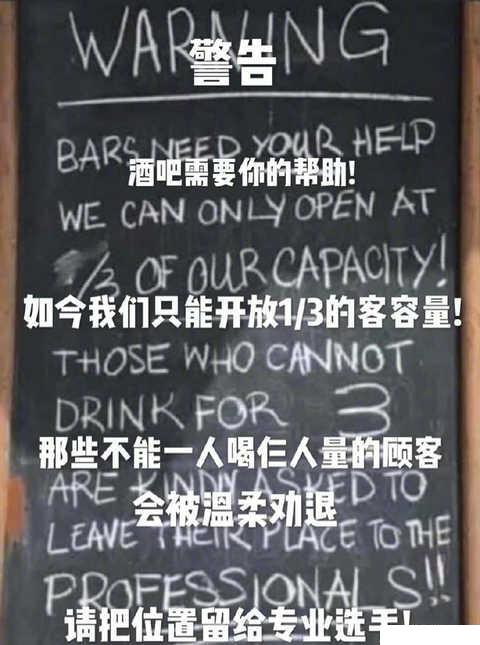 WARNING
警告
BARS NEED YOUR HELP
酒吧需要你的帮助!
WE CAN ONLY OPEN AT
1/3 OF OUR CAPACITY!
如今我们只能开放1/3的客容量!
THOSE WHO CANNOT
DRINK FOR 3
那些不能一人喝仨人量的顾客
ARE KINDLY ASKED TO
会被温柔劝退
LEAVE THEIR PLACE TO THE
PROFESSIONALS!!
请把位置留给专业选手!